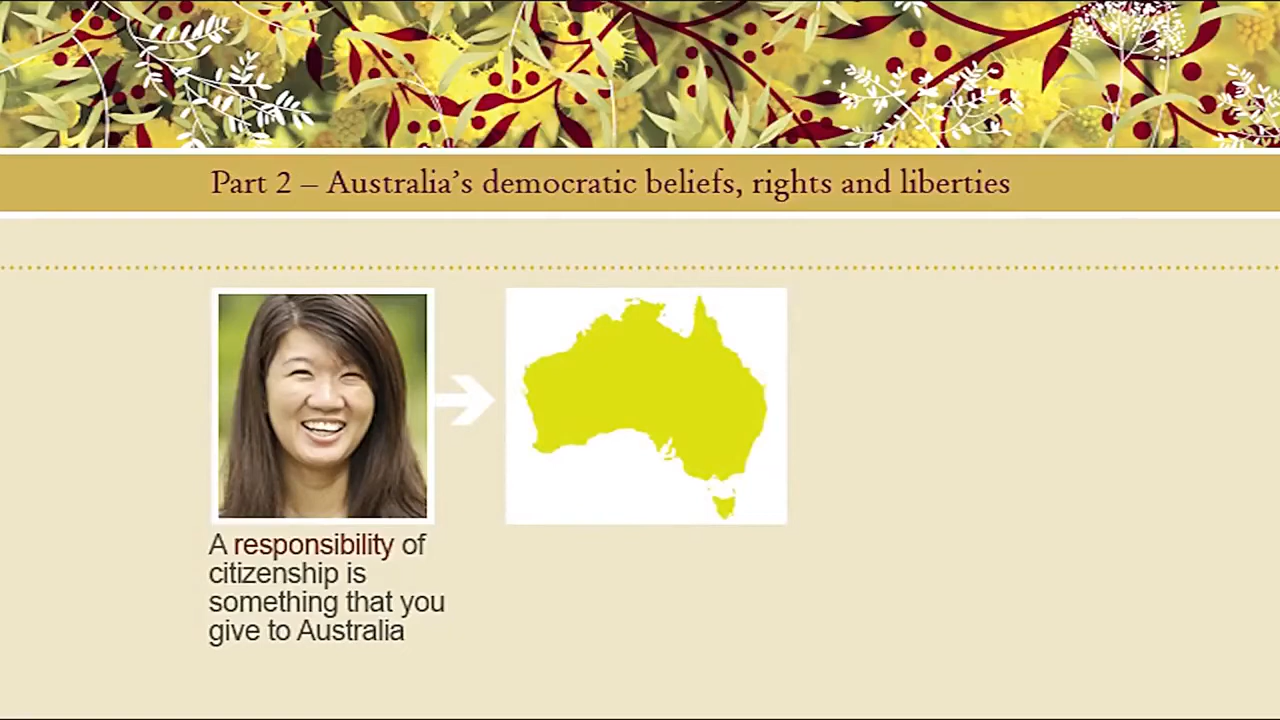 Part 2 – Australia’s democratic beliefs, rights and liberties
A responsibility of
citizenship is
something that you
give to Australia